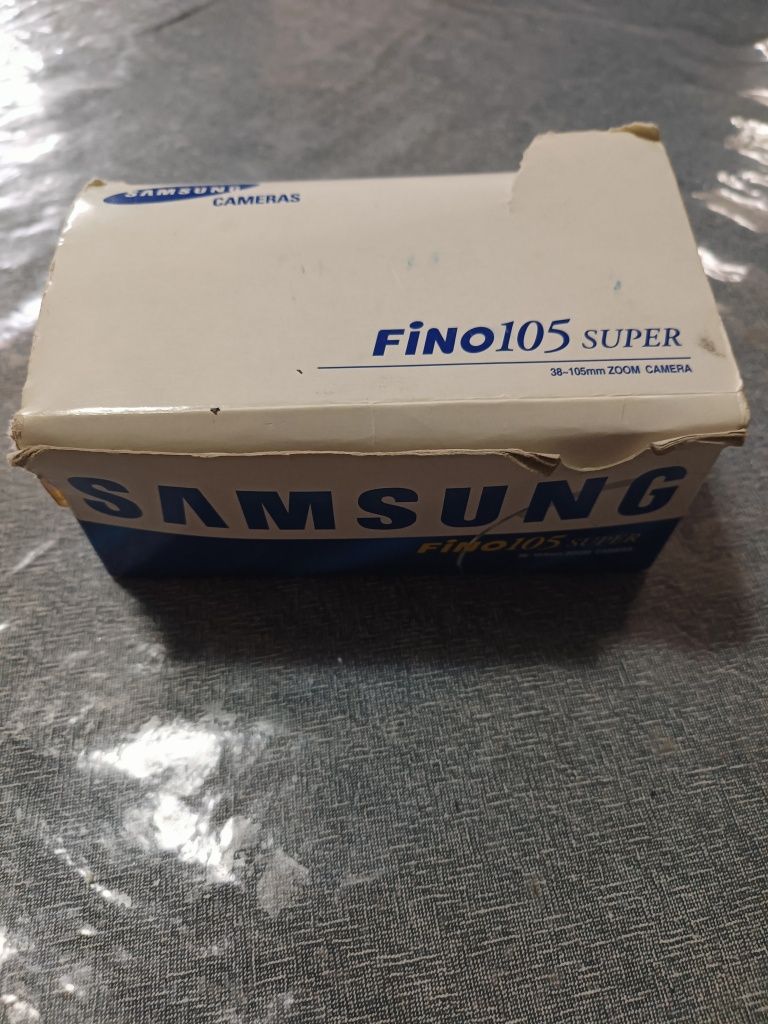 SAMSUNG
CAMERAS
FiNO105 SUPER
38~105mm ZOOM CAMERA
SAMSUNG
FiNO105 SUPER